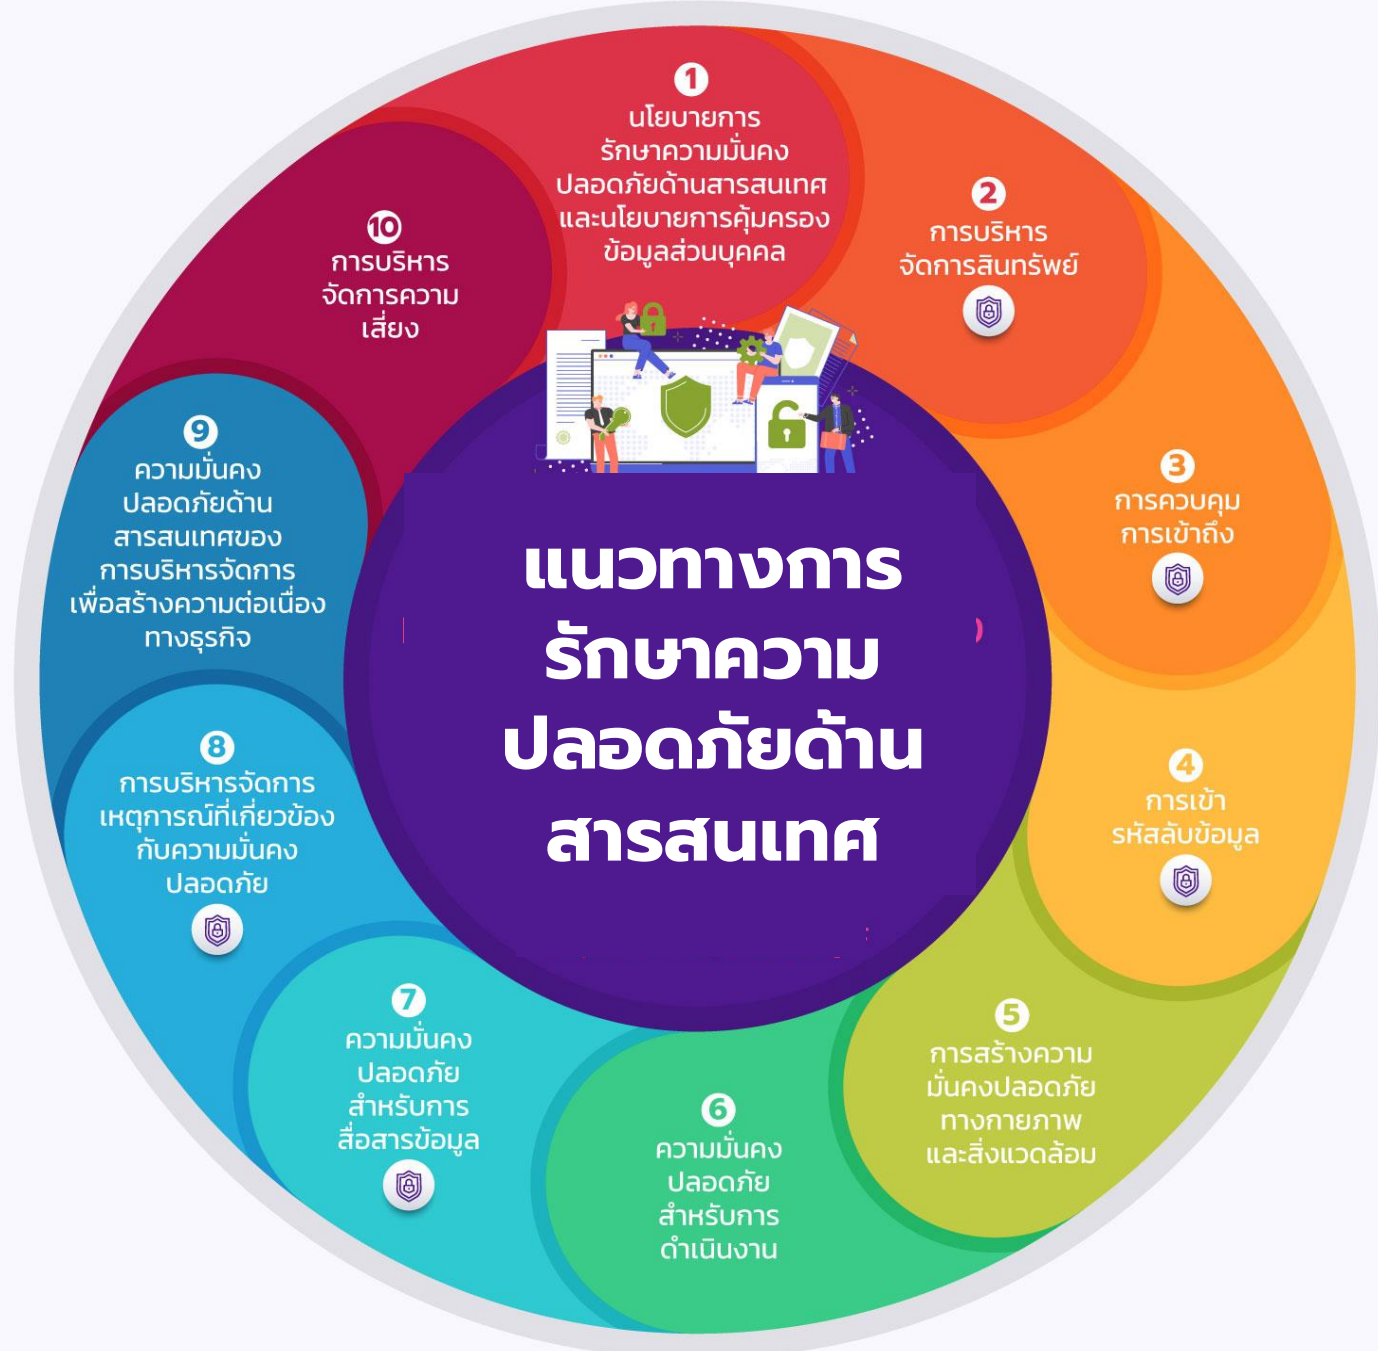 1
นโยบายการ
รักษาความมั่นคง
ปลอดภัยด้านสารสนเทศ
และนโยบายการคุ้มครอง
ข้อมูลส่วนบุคคล
2
การบริหาร
จัดการสินทรัพย์
3
การควบคุม
การเข้าถึง
4
การเข้า
รหัสลับข้อมูล
5
การสร้างความ
มั่นคงปลอดภัย
ทางกายภาพ
และสิ่งแวดล้อม
6
ความมั่นคง
ปลอดภัย
สำหรับการ
ดำเนินงาน
7
ความมั่นคง
ปลอดภัย
สำหรับการ
สื่อสารข้อมูล
8
การบริหารจัดการ
เหตุการณ์ที่เกี่ยวข้อง
กับความมั่นคง
ปลอดภัย
9
ความมั่นคง
ปลอดภัยด้าน
สารสนเทศของ
การบริหารจัดการ
เพื่อสร้างความต่อเนื่อง
ทางธุรกิจ
10
การบริหาร
จัดการความ
เสี่ยง
แนวทางการ
รักษาความ
ปลอดภัยด้าน
สารสนเทศ